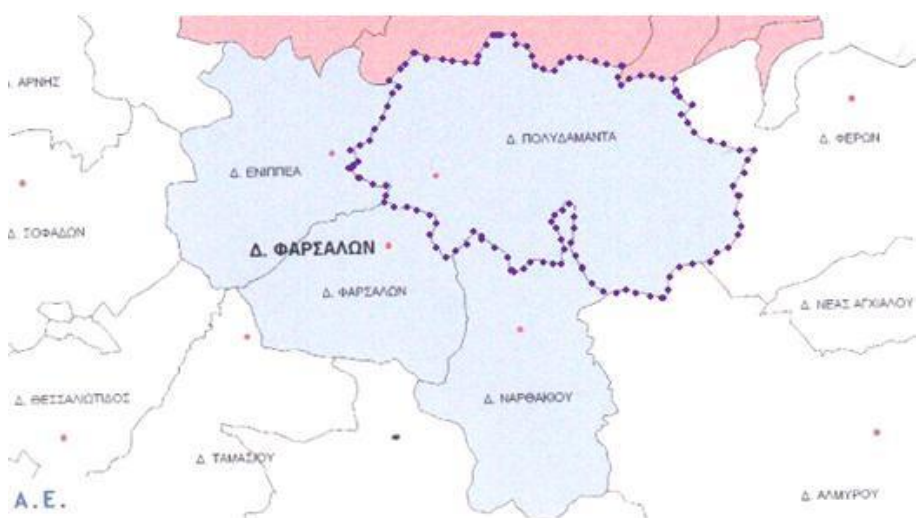 Δ. ΑΡΝΗΣ
Δ. ΠΟΛΥΔΑΜΑΝΤΑ
Δ. ΦΕΡΩΝ
Δ. ΕΝΙΠΠΕΑ
Δ. ΣΟΦΑΔΩΝ
Δ. ΦΑΡΣΑΛΩΝ
Δ. ΦΑΡΣΑΛΩΝ
Δ. ΝΕΑΣ ΑΓΧΙΑΛΟΥ
Δ. ΘΕΣΣΑΛΙΩΤΙΔΟΣ
Δ. ΝΑΡΘΑΚΙΟΥ
Δ. ΤΑΜΑΣΙΟΥ
Α.Ε.
Δ. ΑΛΜΥΡΟΥ